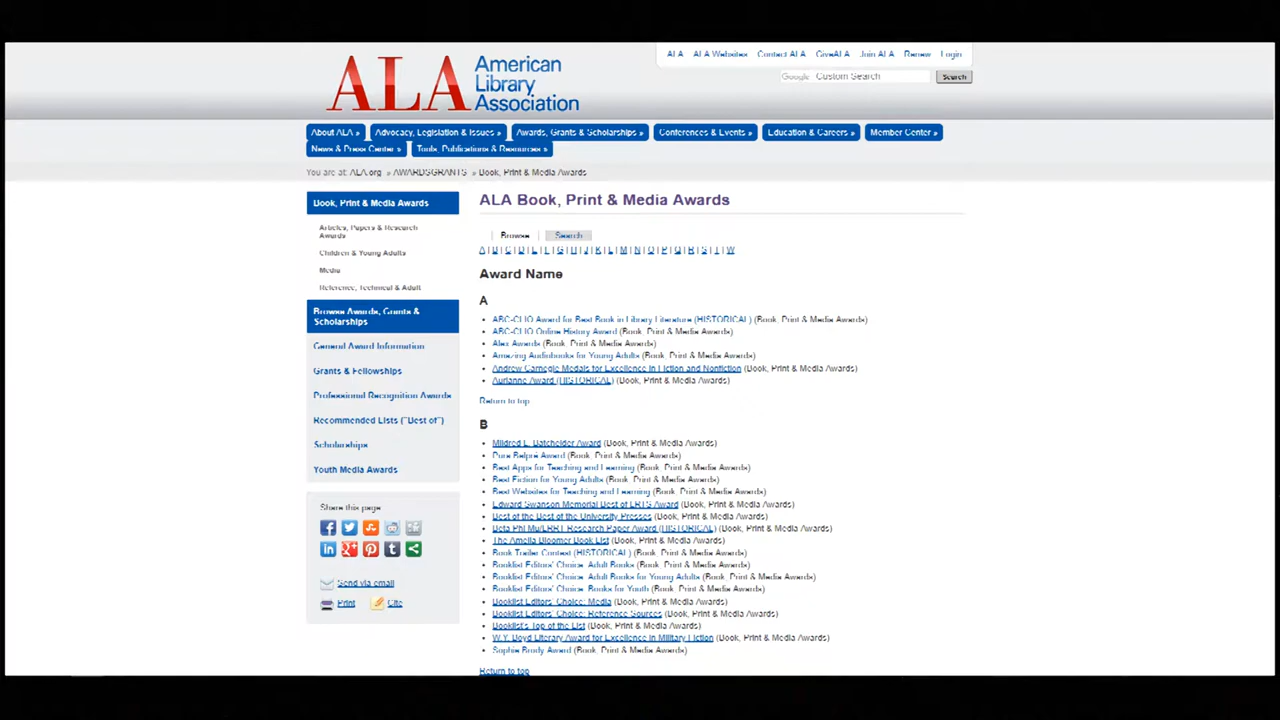 ALA American Library Association
ALA ALA Websites Contact ALA GiveALA Join ALA Renew Login
Google Custom Search Search
About ALA » Advocacy, Legislation & Issues » Awards, Grants & Scholarships » Conferences & Events » Education & Careers » Member Center »
News & Press Center » Tools, Publications & Resources »
You are at: ALA.org » AWARDSGRANTS » Book, Print & Media Awards
Book, Print & Media Awards
Articles, Papers & Research
Awards
Children & Young Adults
Media
Reference, Technical & Adult
Browse Awards, Grants &
Scholarships
General Award Information
Grants & Fellowships
Professional Recognition Awards
Recommended Lists ("Best of")
Scholarships
Youth Media Awards
Share this page
Send via email
Print Cite
ALA Book, Print & Media Awards
Browse Search
A | B | C | D | E | F | G | H | J | K | L | M | N | O | P | Q | R | S | T | W
Award Name
A
ABC-CLIO Award for Best Book in Library Literature (HISTORICAL) (Book, Print & Media Awards)
ABC-CLIO Online History Award (Book, Print & Media Awards)
Alex Awards (Book, Print & Media Awards)
Amazing Audiobooks for Young Adults (Book, Print & Media Awards)
Andrew Carnegie Medals for Excellence in Fiction and Nonfiction (Book, Print & Media Awards)
Aurianne Award (HISTORICAL) (Book, Print & Media Awards)
Return to top
B
Mildred L. Batchelder Award (Book, Print & Media Awards)
Pura Belpré Award (Book, Print & Media Awards)
Best Apps for Teaching and Learning (Book, Print & Media Awards)
Best Fiction for Young Adults (Book, Print & Media Awards)
Best Websites for Teaching and Learning (Book, Print & Media Awards)
Edward Swanson Memorial Best of LRTS Award (Book, Print & Media Awards)
Best of the Best of the University Presses (Book, Print & Media Awards)
Beta Phi Mu/LRRT Research Paper Award (HISTORICAL) (Book, Print & Media Awards)
The Amelia Bloomer Book List (Book, Print & Media Awards)
Book Trailer Contest (HISTORICAL) (Book, Print & Media Awards)
Booklist Editors' Choice: Adult Books (Book, Print & Media Awards)
Booklist Editors' Choice: Adult Books for Young Adults (Book, Print & Media Awards)
Booklist Editors' Choice: Books for Youth (Book, Print & Media Awards)
Booklist Editors' Choice: Media (Book, Print & Media Awards)
Booklist Editors' Choice: Reference Sources (Book, Print & Media Awards)
Booklist's Top of the List (Book, Print & Media Awards)
W.Y. Boyd Literary Award for Excellence in Military Fiction (Book, Print & Media Awards)
Sophie Brody Award (Book, Print & Media Awards)
Return to top